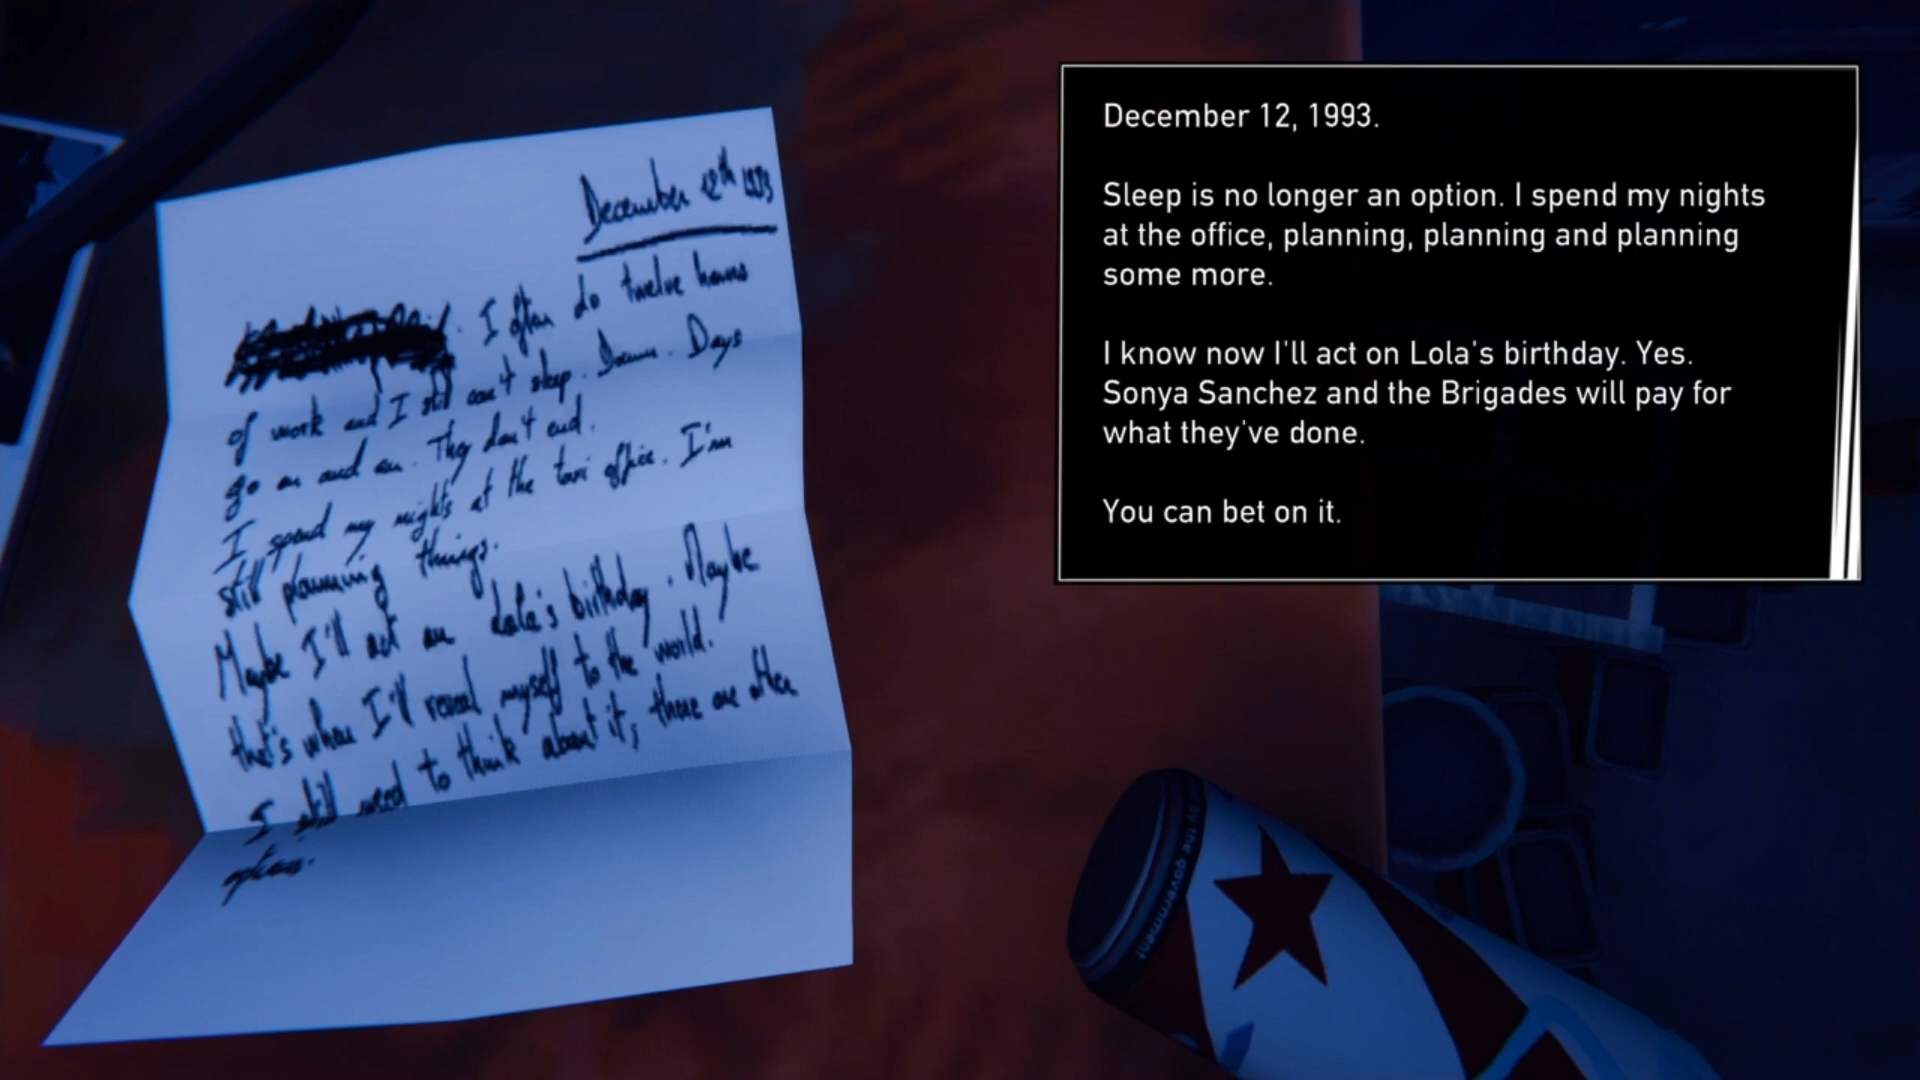 December 12th 1993
I often do twelve hours
of work and I still can't sleep. Damn. Days
go on and on. They don't end.
I spend my nights at the taxi office. I'm
still planning things.
Maybe I'll act on Lola's birthday. Maybe
that's when I'll reveal myself to the world.
I still need to think about it, there are other
options.
December 12, 1993.
Sleep is no longer an option. I spend my nights
at the office, planning, planning and planning
some more.
I know now I'll act on Lola's birthday. Yes.
Sonya Sanchez and the Brigades will pay for
what they've done.
You can bet on it.
by the government